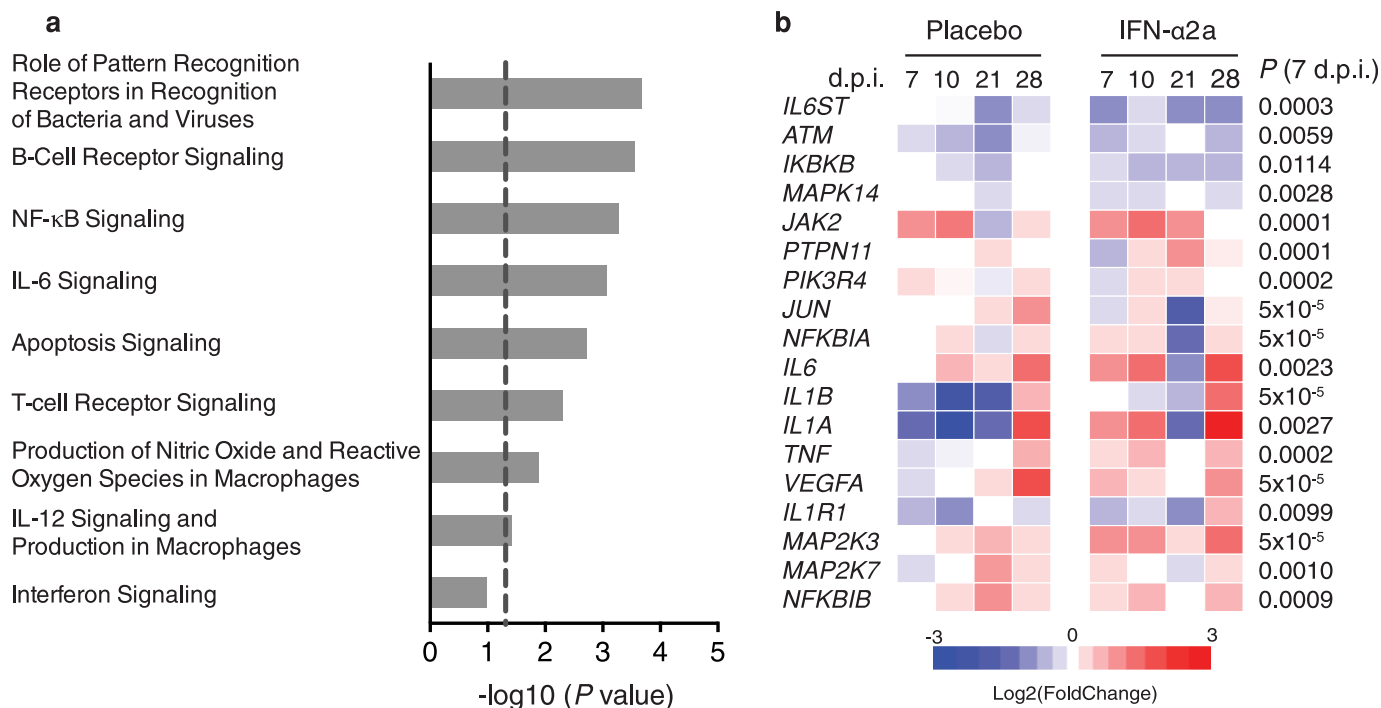 a
Role of Pattern Recognition
Receptors in Recognition
of Bacteria and Viruses
B-Cell Receptor Signaling
NF-κB Signaling
IL-6 Signaling
Apoptosis Signaling
T-cell Receptor Signaling
Production of Nitric Oxide and Reactive
Oxygen Species in Macrophages
IL-12 Signaling and
Production in Macrophages
Interferon Signaling
0 1 2 3 4 5
-log10 (P value)
b
Placebo IFN-α2a
d.p.i. 7 10 21 28 7 10 21 28 P (7 d.p.i.)
IL6ST 0.0003
ATM 0.0059
IKBKB 0.0114
MAPK14 0.0028
JAK2 0.0001
PTPN11 0.0001
PIK3R4 0.0002
JUN 5x10⁻⁵
NFKBIA 5x10⁻⁵
IL6 0.0023
IL1B 5x10⁻⁵
IL1A 0.0027
TNF 0.0002
VEGFA 5x10⁻⁵
IL1R1 0.0099
MAP2K3 5x10⁻⁵
MAP2K7 0.0010
NFKBIB 0.0009
-3 0 3
Log2(FoldChange)